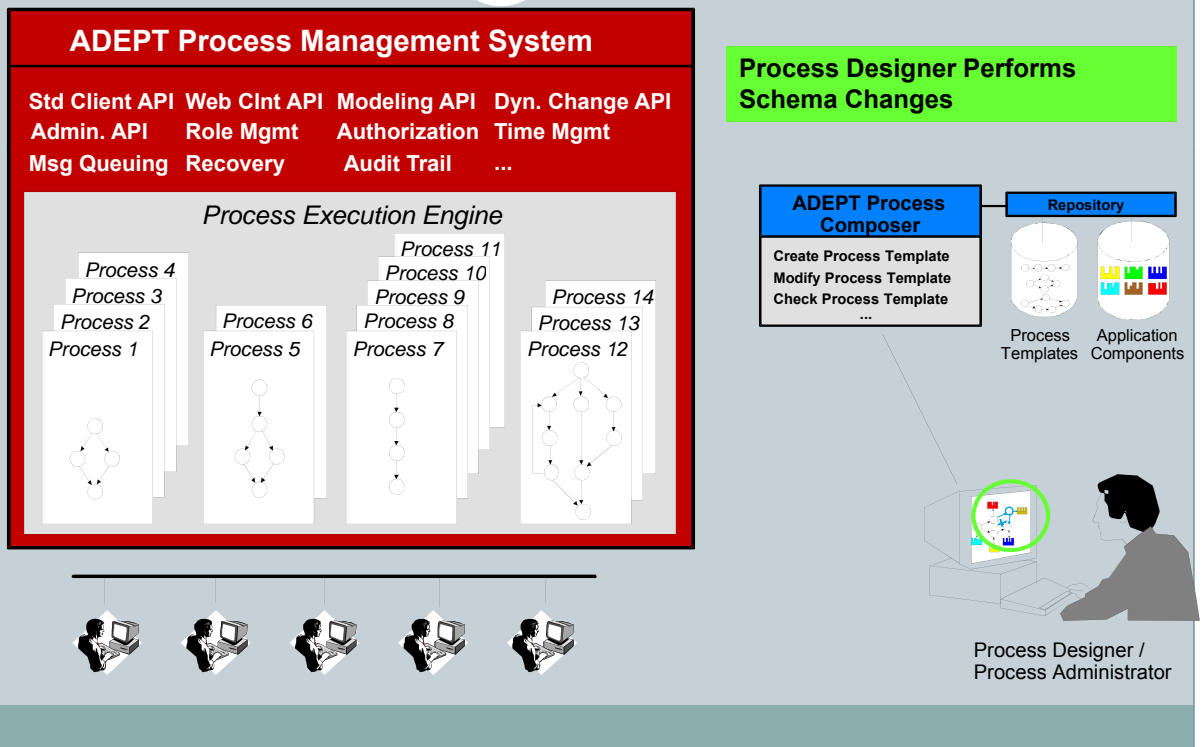 ADEPT Process Management System
Std Client API Web Clnt API Modeling API Dyn. Change API
Admin. API Role Mgmt Authorization Time Mgmt
Msg Queuing Recovery Audit Trail ...
Process Execution Engine
Process 4
Process 3
Process 2
Process 1
Process 6
Process 5
Process 11
Process 10
Process 9
Process 8
Process 7
Process 14
Process 13
Process 12
Process Designer Performs
Schema Changes
ADEPT Process
Composer
Create Process Template
Modify Process Template
Check Process Template
...
Repository
Process
Templates
Application
Components
Process Designer /
Process Administrator